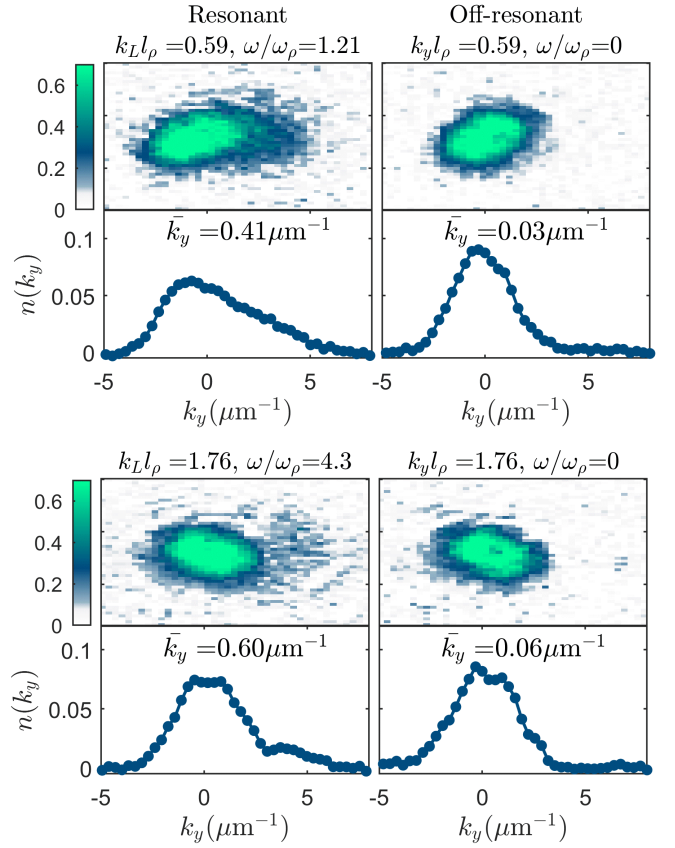 Resonant Off-resonant
k_L l_ρ =0.59, ω/ω_ρ=1.21 k_y l_ρ =0.59, ω/ω_ρ=0
0.6
0.4
0.2
0
k̄_y =0.41μm⁻¹ k̄_y =0.03μm⁻¹
0.1
0.05
0
n(k_y)
-5 0 5 -5 0 5
k_y(μm⁻¹) k_y(μm⁻¹)
k_L l_ρ =1.76, ω/ω_ρ=4.3 k_y l_ρ =1.76, ω/ω_ρ=0
0.6
0.4
0.2
0
k̄_y =0.60μm⁻¹ k̄_y =0.06μm⁻¹
0.1
0.05
0
n(k_y)
-5 0 5 -5 0 5
k_y(μm⁻¹) k_y(μm⁻¹)